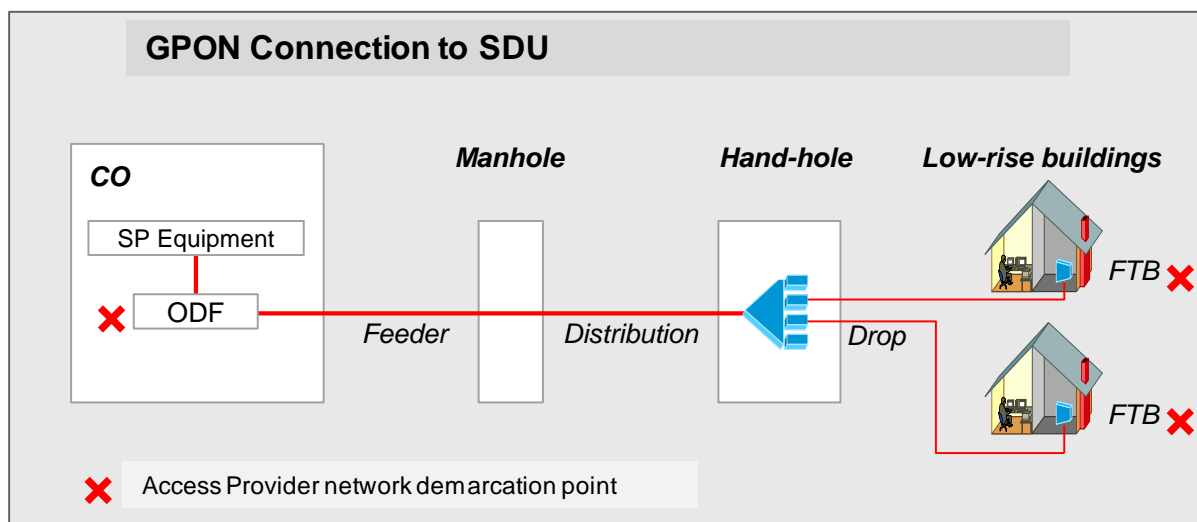 GPON Connection to SDU
Manhole
Hand-hole
Low-rise buildings
CO
SP Equipment
ODF
Feeder
Distribution
Drop
FTB
FTB
Access Provider network demarcation point